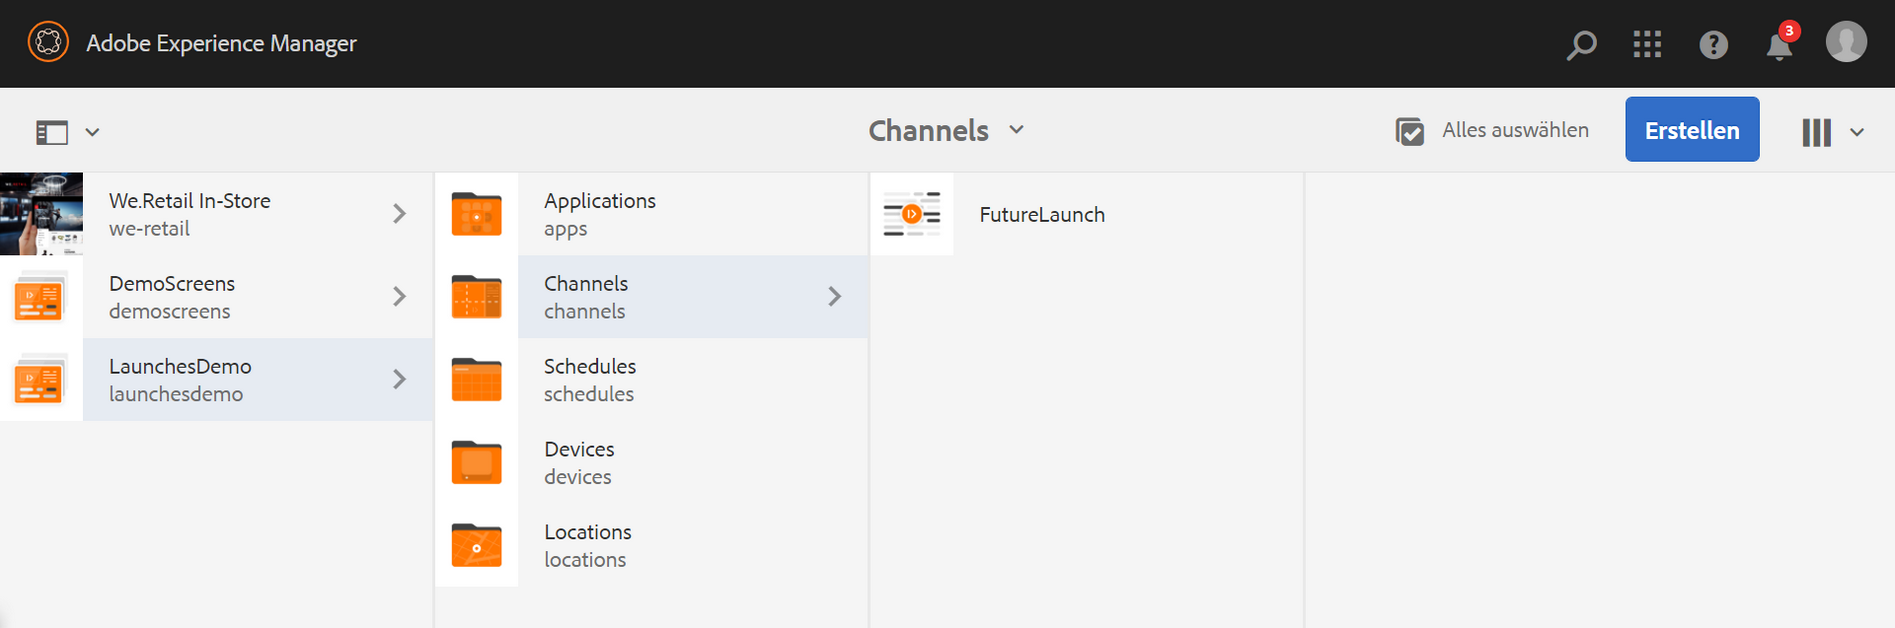 Adobe Experience Manager
3
Channels
Alles auswählen
Erstellen
We.Retail In-Store
we-retail
DemoScreens
demoscreens
LaunchesDemo
launchesdemo
Applications
apps
Channels
channels
Schedules
schedules
Devices
devices
Locations
locations
FutureLaunch